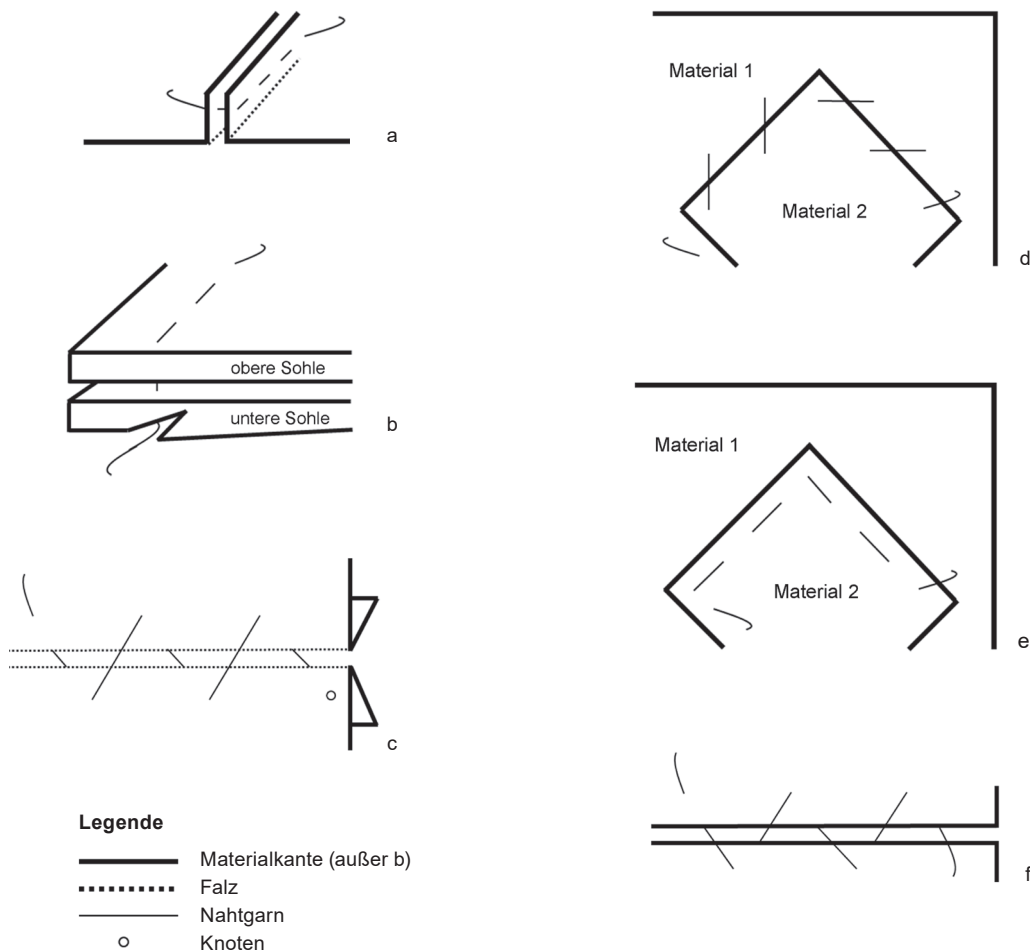 a
obere Sohle
untere Sohle
b
c
Material 1
Material 2
d
Material 1
Material 2
e
f
Legende
Materialkante (außer b)
Falz
Nahtgarn
Knoten